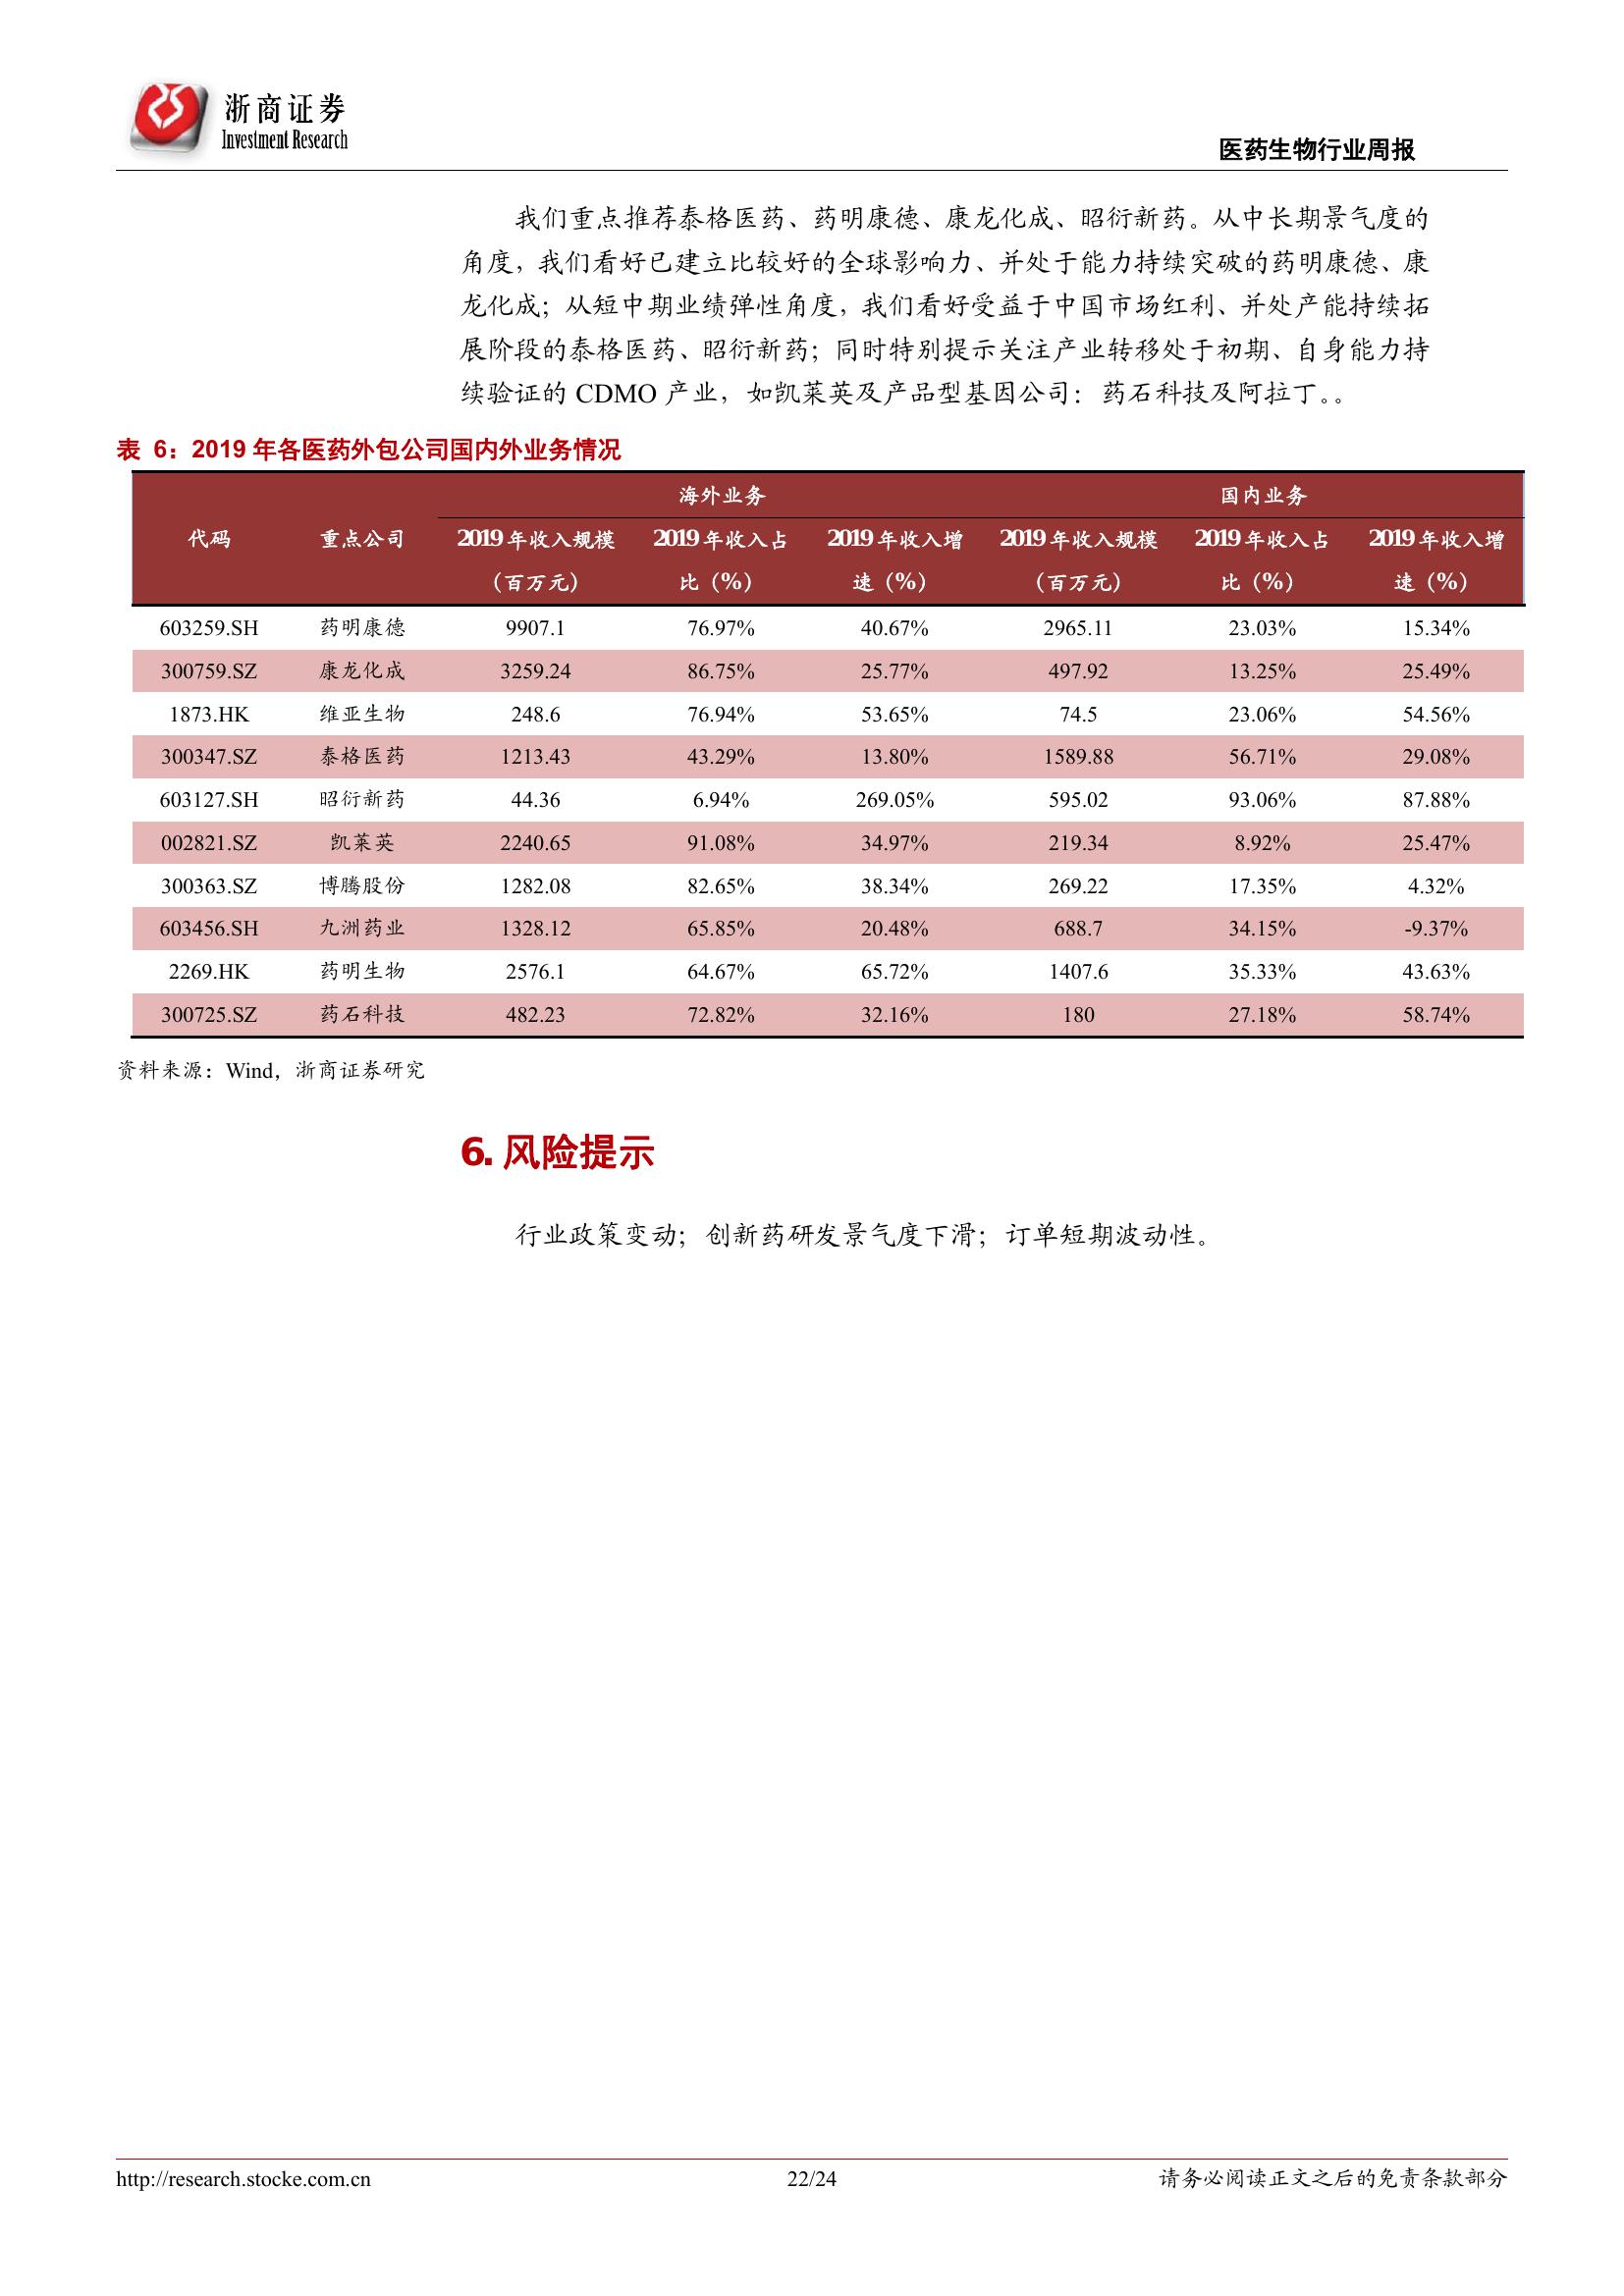 浙商证券
Investment Research
医药生物行业周报
我们重点推荐泰格医药、药明康德、康龙化成、昭衍新药。从中长期景气度的
角度，我们看好已建立比较好的全球影响力、并处于能力持续突破的药明康德、康
龙化成；从短中期业绩弹性角度，我们看好受益于中国市场红利、并处产能持续拓
展阶段的泰格医药、昭衍新药；同时特别提示关注产业转移处于初期、自身能力持
续验证的 CDMO 产业，如凯莱英及产品型基因公司：药石科技及阿拉丁。。
表 6：2019 年各医药外包公司国内外业务情况
海外业务 国内业务
代码 重点公司 2019 年收入规模 2019 年收入占 2019 年收入增 2019 年收入规模 2019 年收入占 2019 年收入增
（百万元） 比（%） 速（%） （百万元） 比（%） 速（%）
603259.SH 药明康德 9907.1 76.97% 40.67% 2965.11 23.03% 15.34%
300759.SZ 康龙化成 3259.24 86.75% 25.77% 497.92 13.25% 25.49%
1873.HK 维亚生物 248.6 76.94% 53.65% 74.5 23.06% 54.56%
300347.SZ 泰格医药 1213.43 43.29% 13.80% 1589.88 56.71% 29.08%
603127.SH 昭衍新药 44.36 6.94% 269.05% 595.02 93.06% 87.88%
002821.SZ 凯莱英 2240.65 91.08% 34.97% 219.34 8.92% 25.47%
300363.SZ 博腾股份 1282.08 82.65% 38.34% 269.22 17.35% 4.32%
603456.SH 九洲药业 1328.12 65.85% 20.48% 688.7 34.15% -9.37%
2269.HK 药明生物 2576.1 64.67% 65.72% 1407.6 35.33% 43.63%
300725.SZ 药石科技 482.23 72.82% 32.16% 180 27.18% 58.74%
资料来源：Wind，浙商证券研究
6. 风险提示
行业政策变动；创新药研发景气度下滑；订单短期波动性。
http://research.stocke.com.cn 22/24 请务必阅读正文之后的免责条款部分